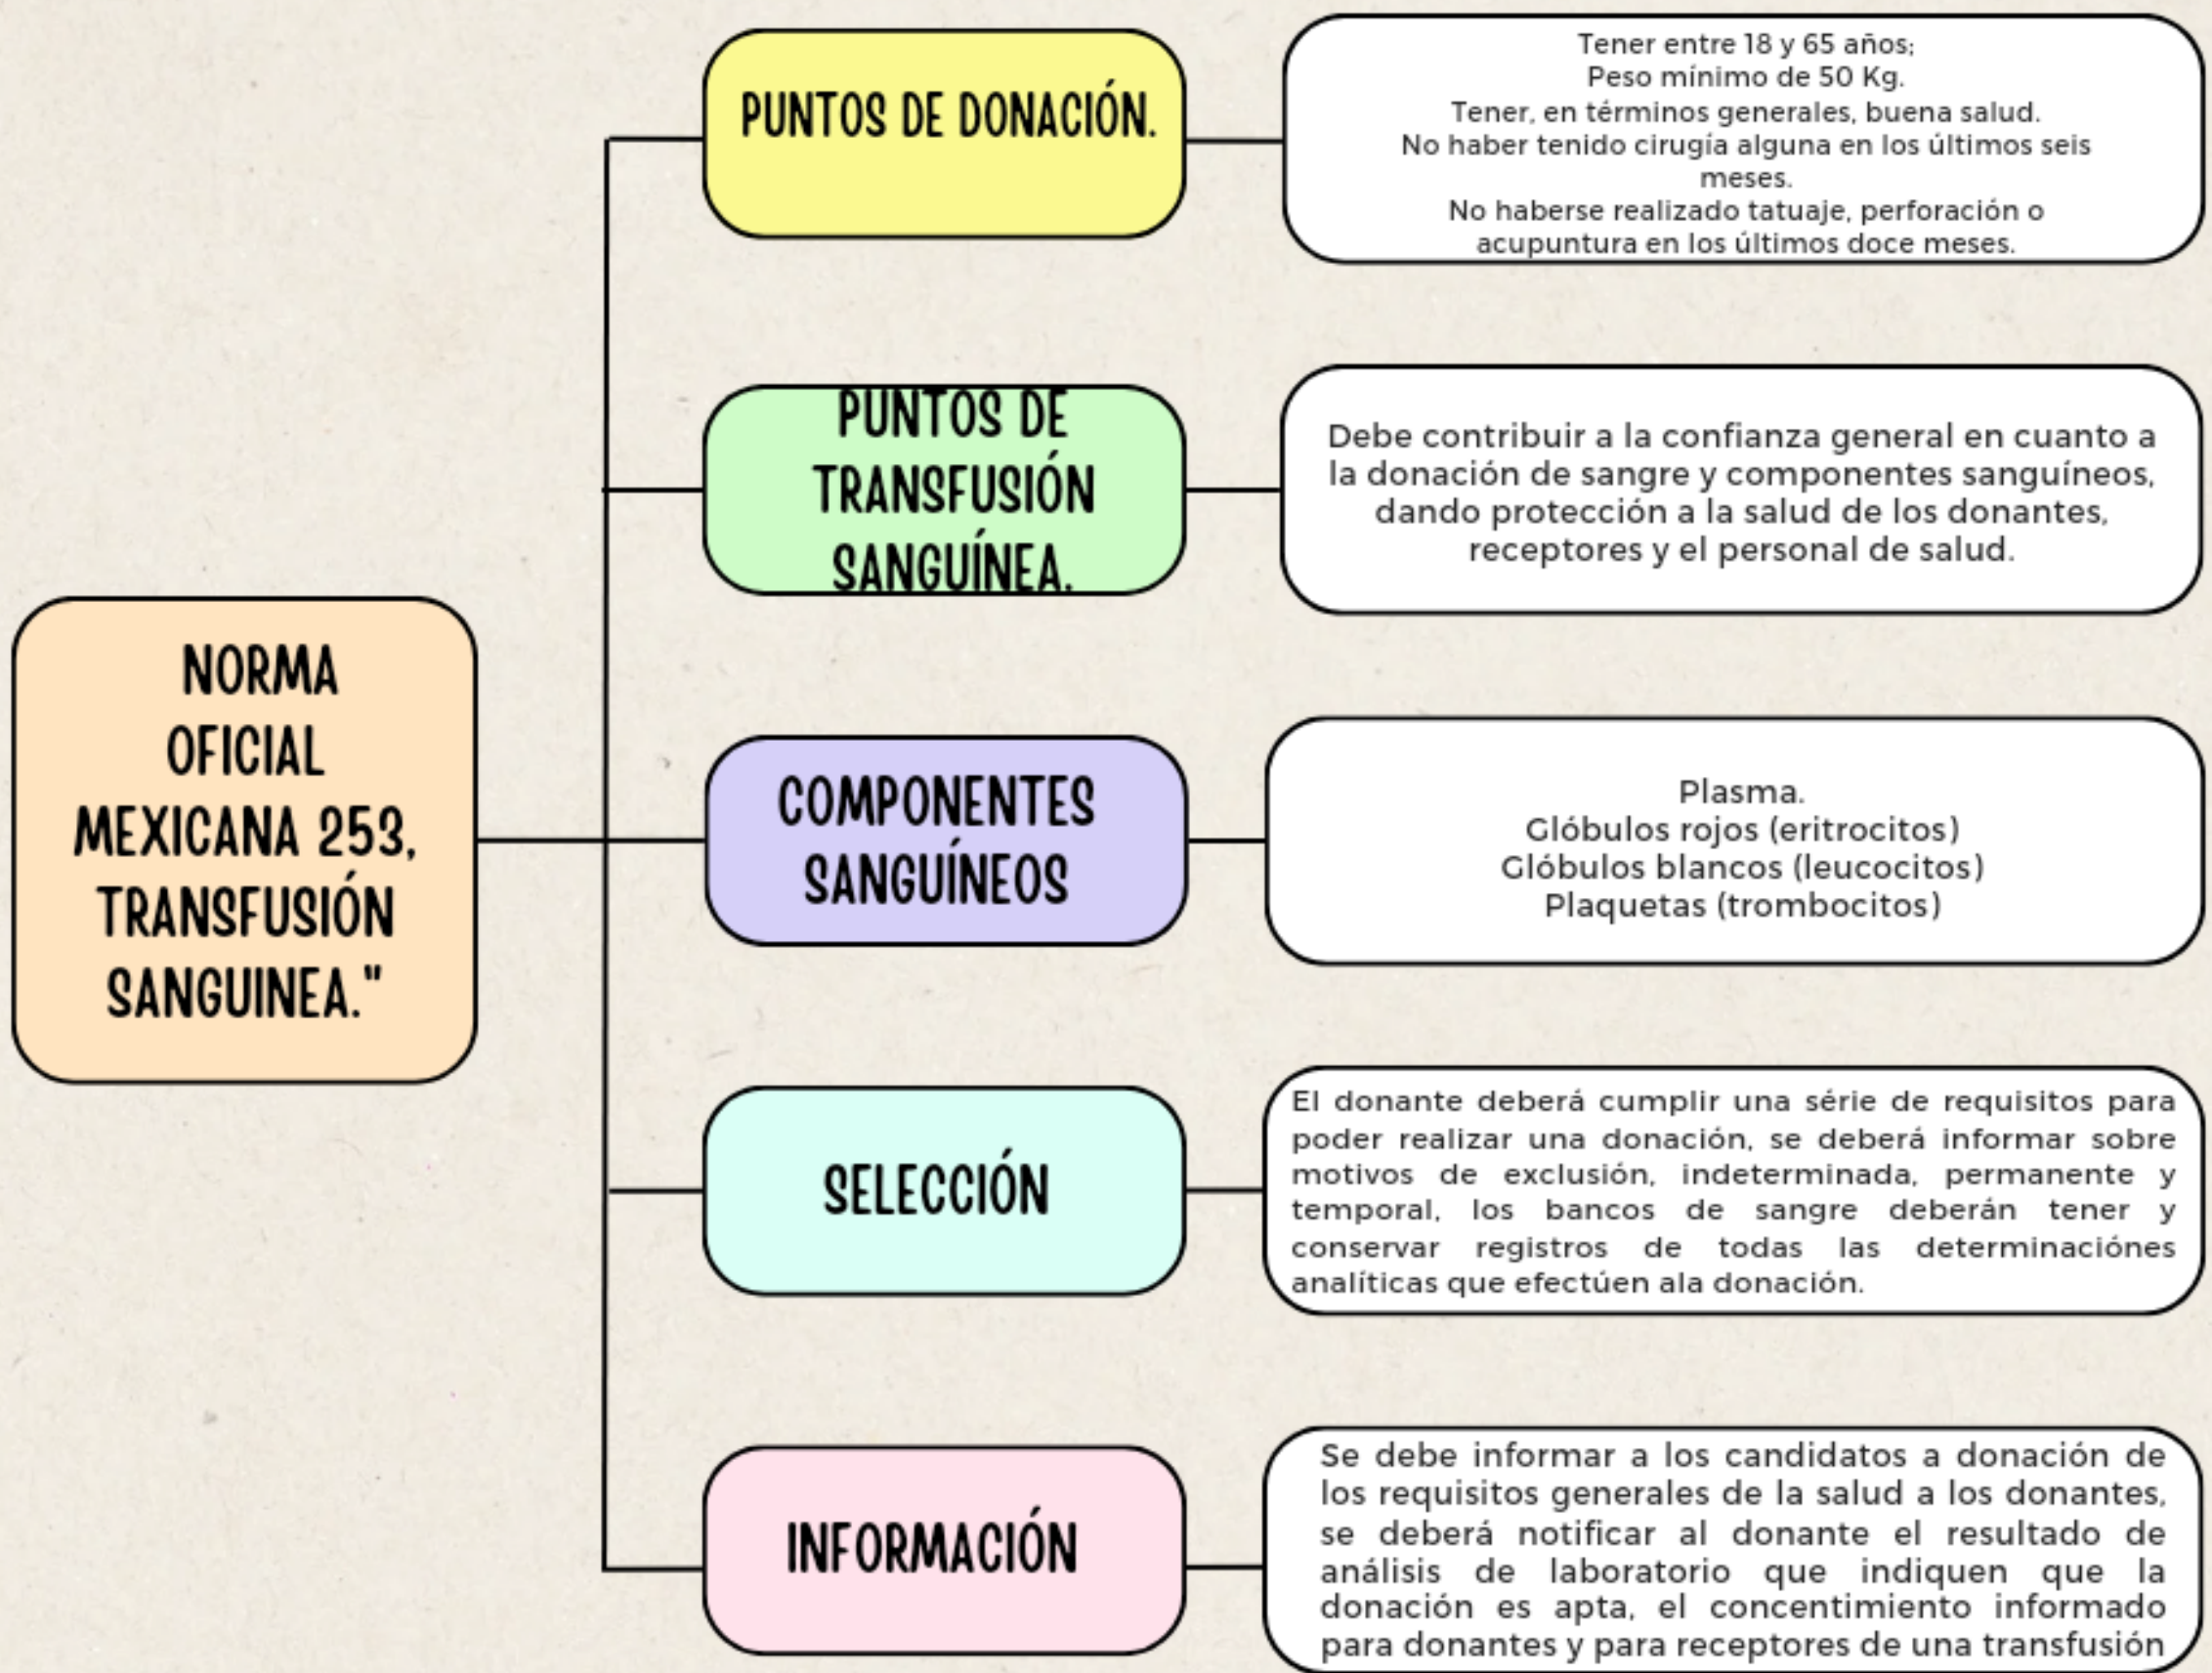 NORMA
OFICIAL
MEXICANA 253,
TRANSFUSIÓN
SANGUINEA."
PUNTOS DE DONACIÓN.
Tener entre 18 y 65 años;
Peso mínimo de 50 Kg.
Tener, en términos generales, buena salud.
No haber tenido cirugía alguna en los últimos seis
meses.
No haberse realizado tatuaje, perforación o
acupuntura en los últimos doce meses.
PUNTOS DE
TRANSFUSIÓN
SANGUÍNEA.
Debe contribuir a la confianza general en cuanto a
la donación de sangre y componentes sanguíneos,
dando protección a la salud de los donantes,
receptores y el personal de salud.
COMPONENTES
SANGUÍNEOS
Plasma.
Glóbulos rojos (eritrocitos)
Glóbulos blancos (leucocitos)
Plaquetas (trombocitos)
SELECCIÓN
El donante deberá cumplir una série de requisitos para
poder realizar una donación, se deberá informar sobre
motivos de exclusión, indeterminada, permanente y
temporal, los bancos de sangre deberán tener y
conservar registros de todas las determinaciónes
analíticas que efectúen ala donación.
INFORMACIÓN
Se debe informar a los candidatos a donación de
los requisitos generales de la salud a los donantes,
se deberá notificar al donante el resultado de
análisis de laboratorio que indiquen que la
donación es apta, el concentimiento informado
para donantes y para receptores de una transfusión